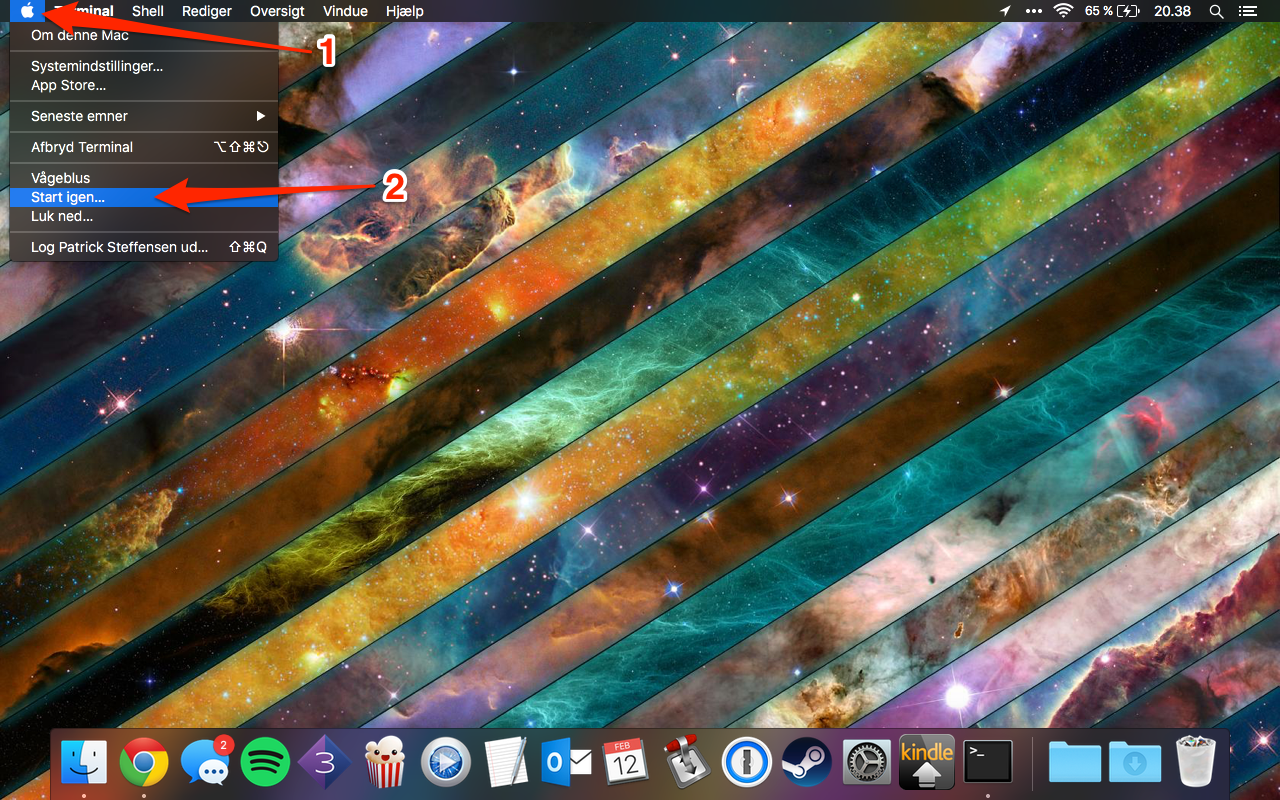 Terminal Shell Rediger Oversigt Vindue Hjælp 65 % 20.38
1
Om denne Mac
Systemindstillinger...
App Store...
Seneste emner
Afbryd Terminal ⌥⇧⌘⎋
Vågeblus
2
Start igen...
Luk ned...
Log Patrick Steffensen ud... ⇧⌘Q
2
3
FEB
12
kindle
>_